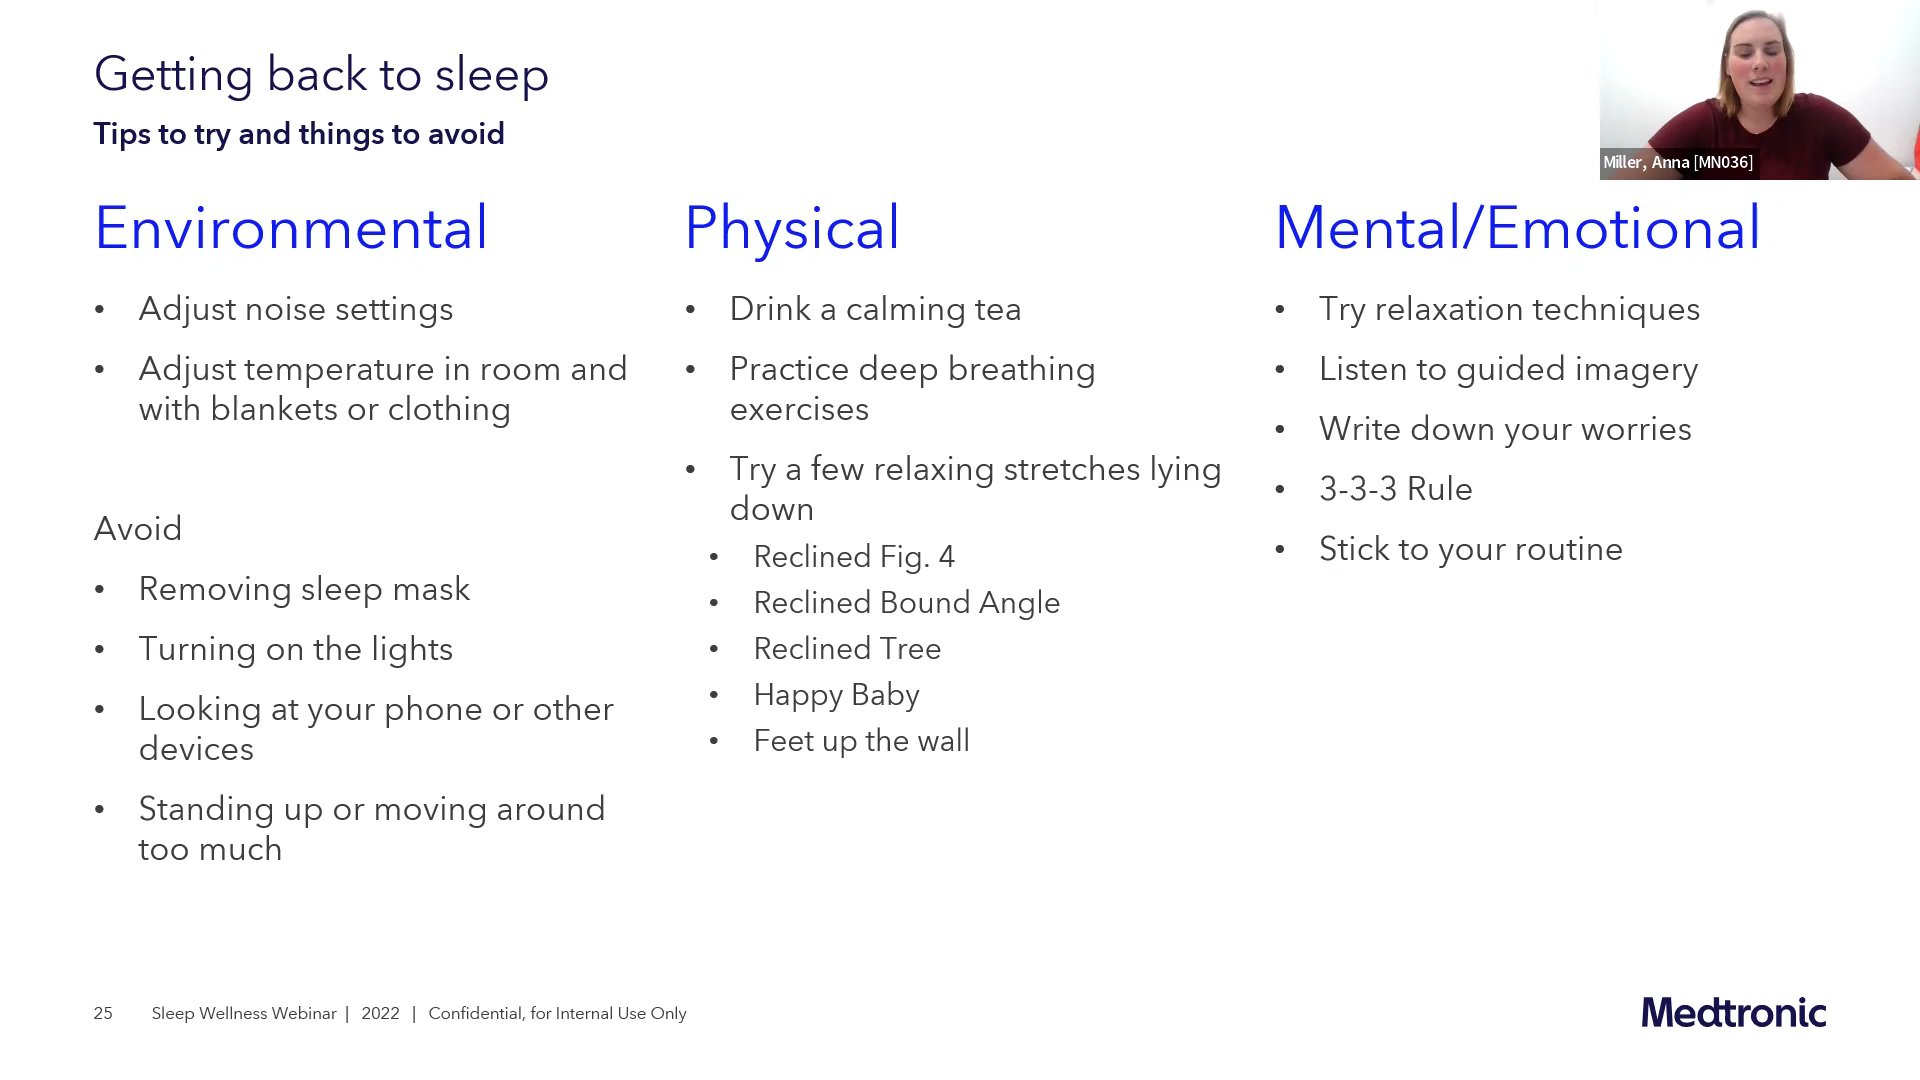 Getting back to sleep
Tips to try and things to avoid
Miller, Anna [MN036]
Environmental
• Adjust noise settings
• Adjust temperature in room and
with blankets or clothing
Avoid
• Removing sleep mask
• Turning on the lights
• Looking at your phone or other
devices
• Standing up or moving around
too much
Physical
• Drink a calming tea
• Practice deep breathing
exercises
• Try a few relaxing stretches lying
down
• Reclined Fig. 4
• Reclined Bound Angle
• Reclined Tree
• Happy Baby
• Feet up the wall
Mental/Emotional
• Try relaxation techniques
• Listen to guided imagery
• Write down your worries
• 3-3-3 Rule
• Stick to your routine
25 Sleep Wellness Webinar | 2022 | Confidential, for Internal Use Only
Medtronic